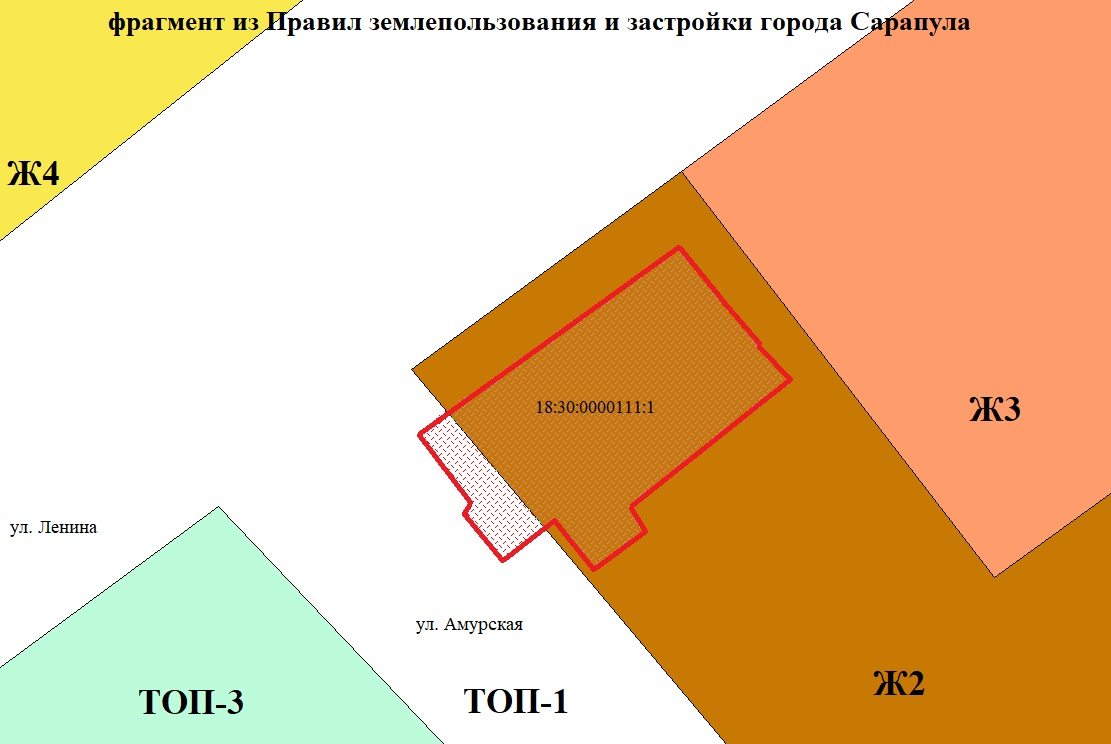 фрагмент из Правил землепользования и застройки города Сарапула
Ж4
18:30:0000111:1
Ж3
ул. Ленина
ул. Амурская
Ж2
ТОП-3
ТОП-1